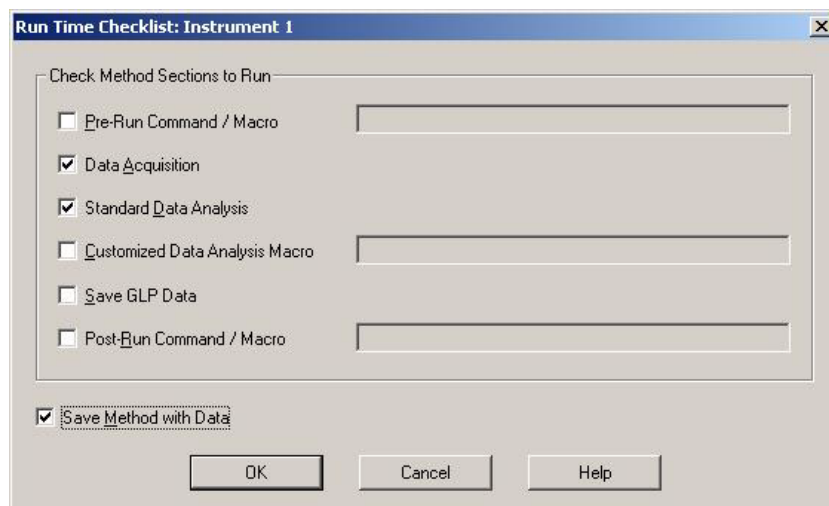 Run Time Checklist: Instrument 1
Check Method Sections to Run
Pre-Run Command / Macro
Data Acquisition
Standard Data Analysis
Customized Data Analysis Macro
Save GLP Data
Post-Run Command / Macro
Save Method with Data
OK Cancel Help